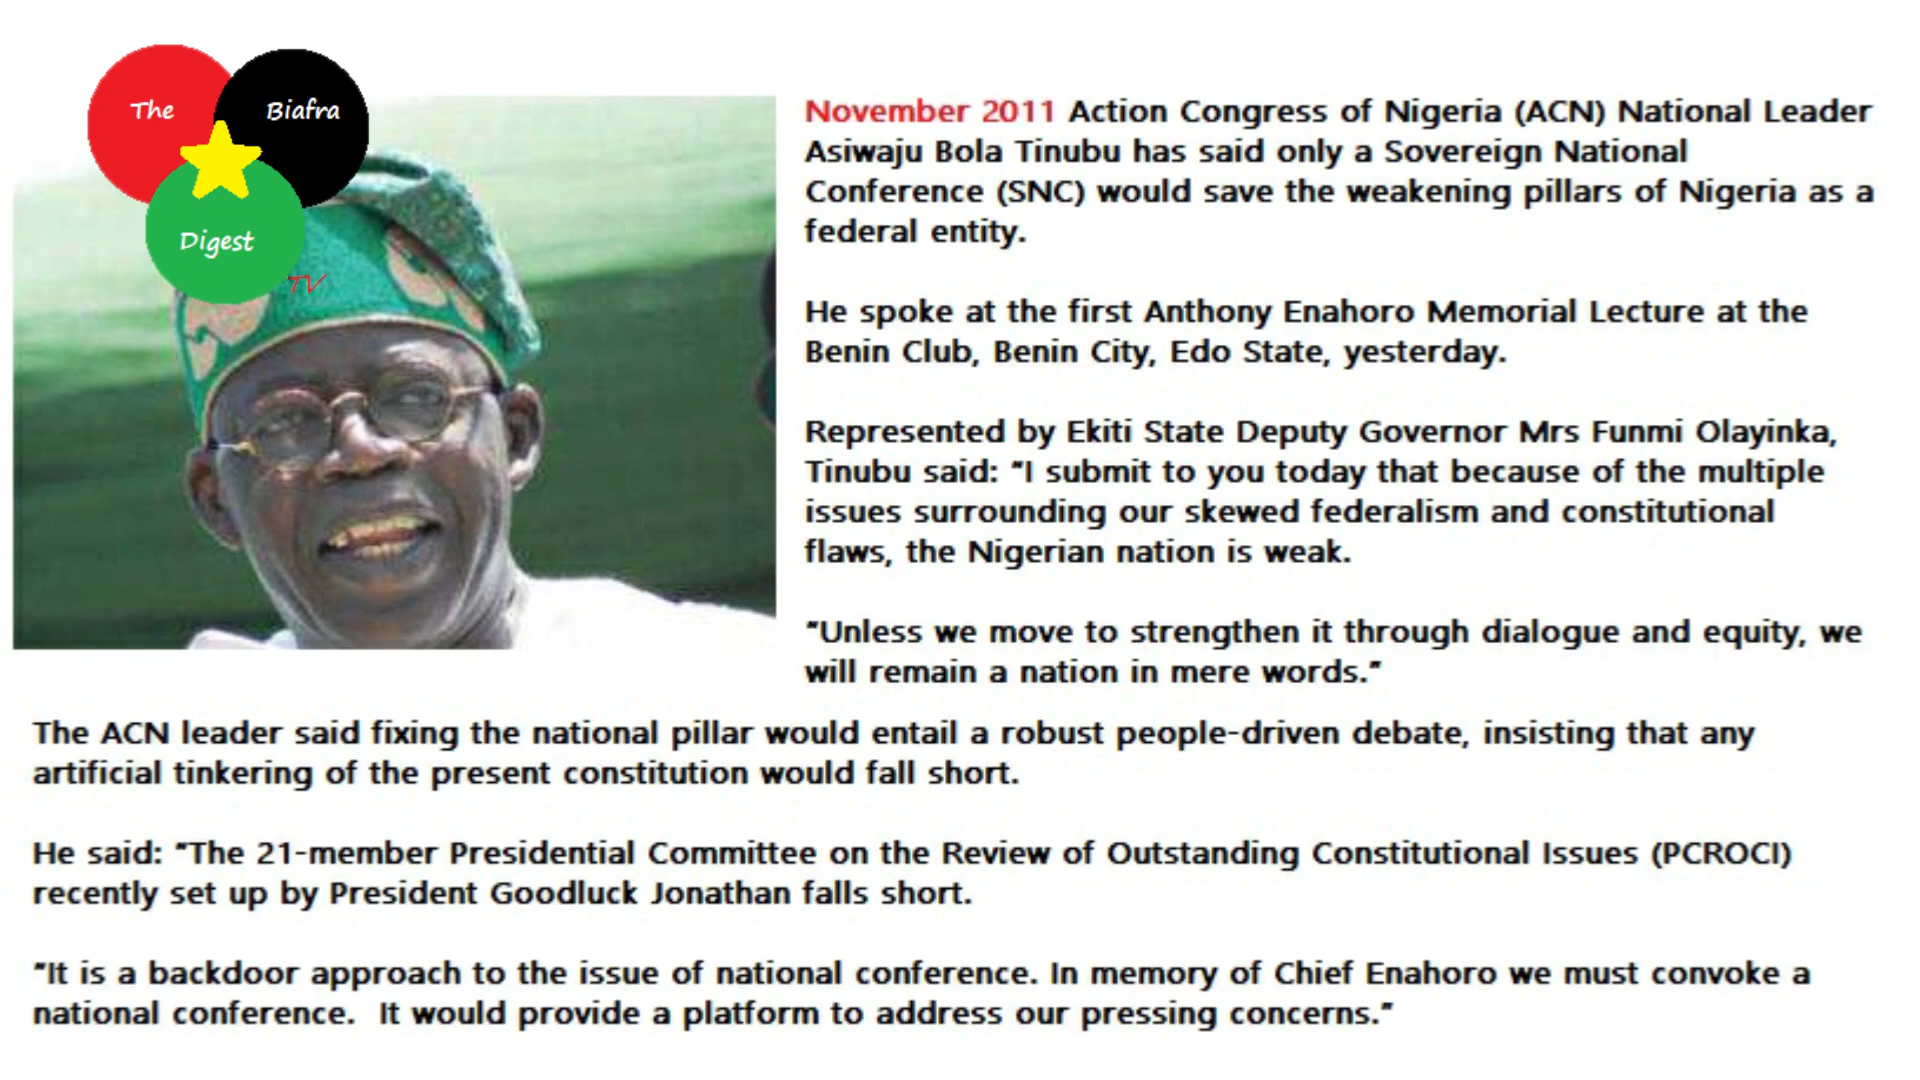 The
Biafra
Digest
TV
November 2011 Action Congress of Nigeria (ACN) National Leader
Asiwaju Bola Tinubu has said only a Sovereign National
Conference (SNC) would save the weakening pillars of Nigeria as a
federal entity.
He spoke at the first Anthony Enahoro Memorial Lecture at the
Benin Club, Benin City, Edo State, yesterday.
Represented by Ekiti State Deputy Governor Mrs Funmi Olayinka,
Tinubu said: "I submit to you today that because of the multiple
issues surrounding our skewed federalism and constitutional
flaws, the Nigerian nation is weak.
"Unless we move to strengthen it through dialogue and equity, we
will remain a nation in mere words."
The ACN leader said fixing the national pillar would entail a robust people-driven debate, insisting that any
artificial tinkering of the present constitution would fall short.
He said: "The 21-member Presidential Committee on the Review of Outstanding Constitutional Issues (PCROCI)
recently set up by President Goodluck Jonathan falls short.
"It is a backdoor approach to the issue of national conference. In memory of Chief Enahoro we must convoke a
national conference.  It would provide a platform to address our pressing concerns."